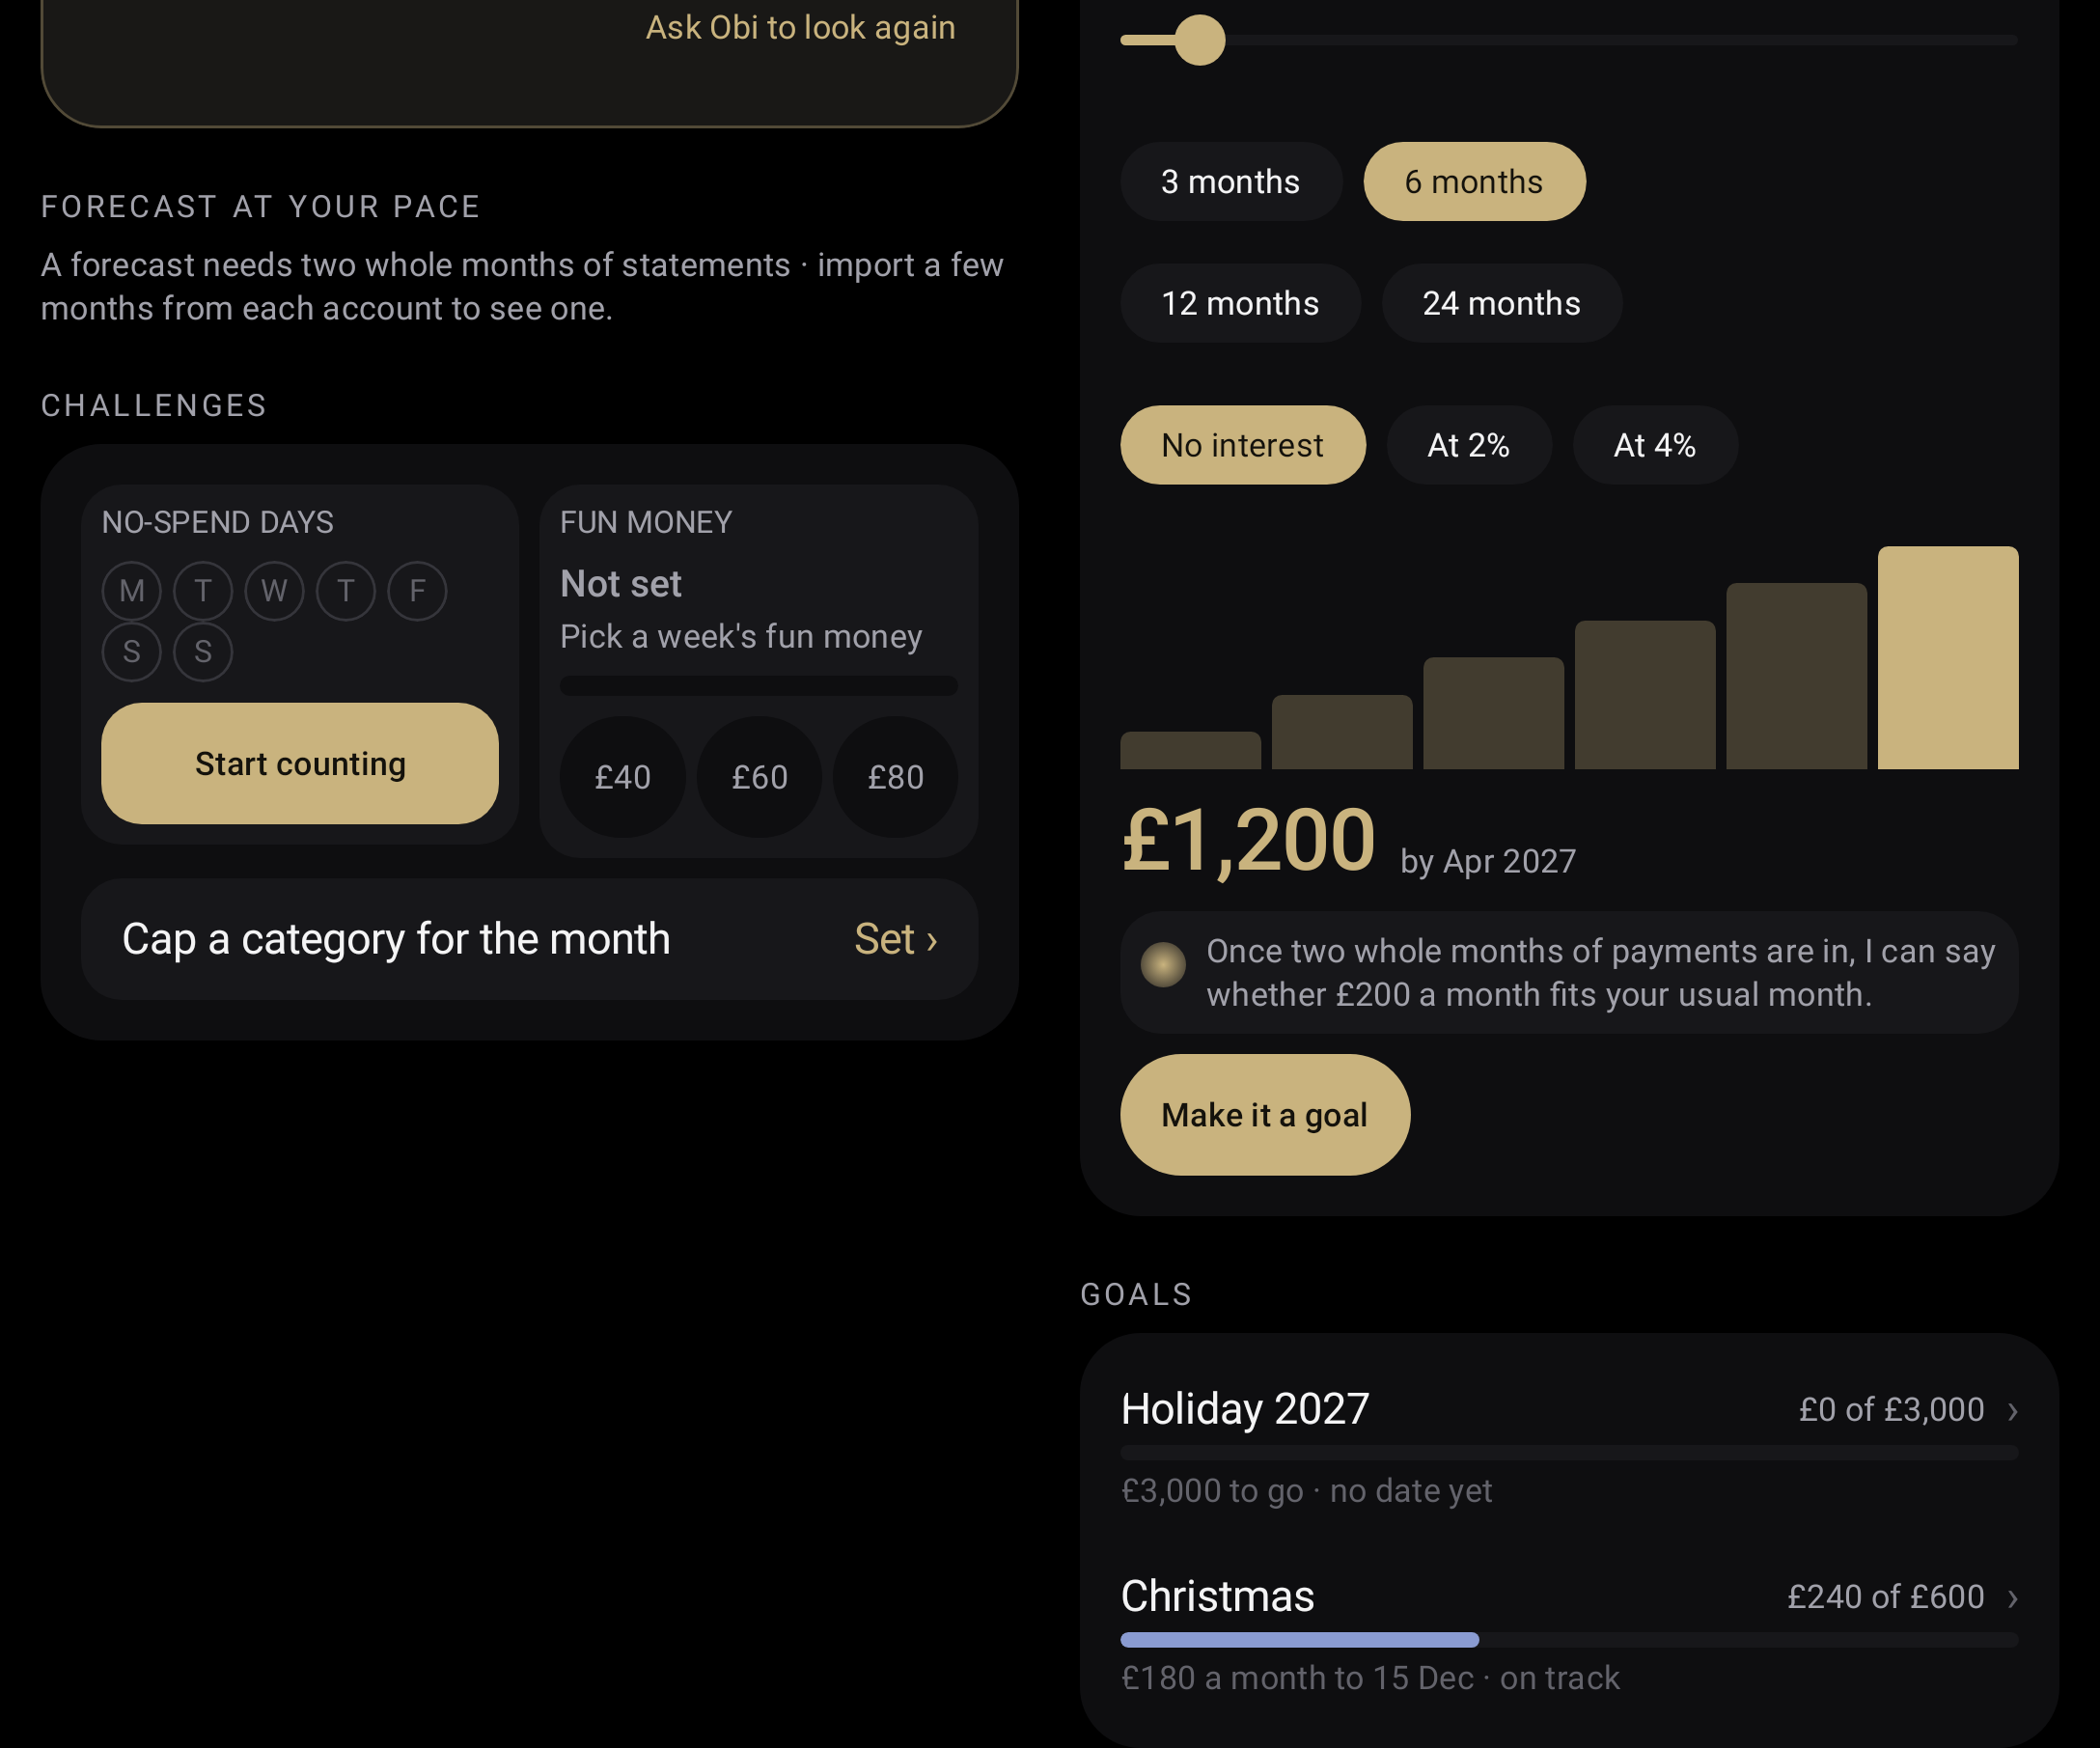 Ask Obi to look again
FORECAST AT YOUR PACE
A forecast needs two whole months of statements · import a few
months from each account to see one.
CHALLENGES
NO-SPEND DAYS
M T W T F
S S
Start counting
FUN MONEY
Not set
Pick a week's fun money
£40 £60 £80
Cap a category for the month Set ›
3 months 6 months
12 months 24 months
No interest At 2% At 4%
£1,200 by Apr 2027
Once two whole months of payments are in, I can say
whether £200 a month fits your usual month.
Make it a goal
GOALS
Holiday 2027 £0 of £3,000 ›
£3,000 to go · no date yet
Christmas £240 of £600 ›
£180 a month to 15 Dec · on track